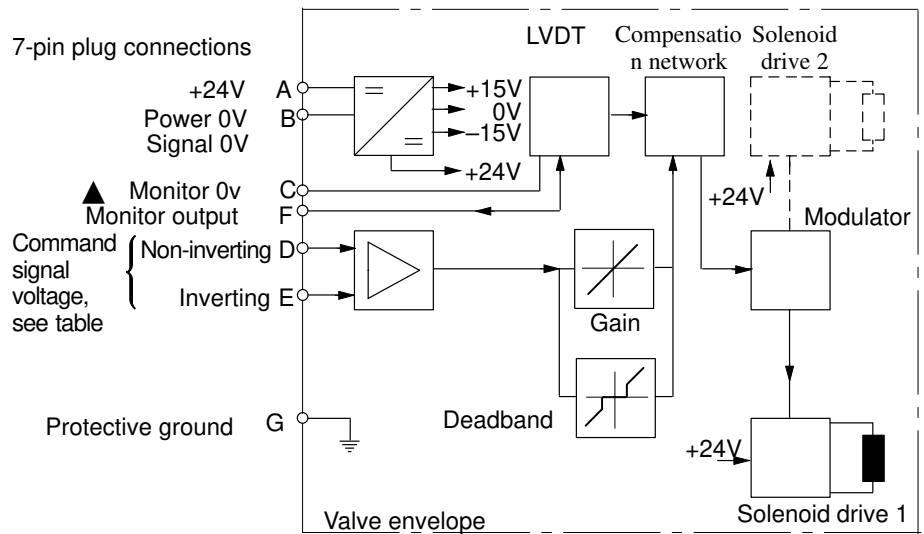 7-pin plug connections
LVDT
Compensatio
n network
Solenoid
drive 2
+24V A
Power 0V B
Signal 0V
+15V
0V
–15V
+24V
▲ Monitor 0v C
Monitor output F
+24V
Modulator
Command
signal
voltage,
see table
Non-inverting D
Inverting E
Gain
Deadband
Protective ground G
+24V
Solenoid drive 1
Valve envelope